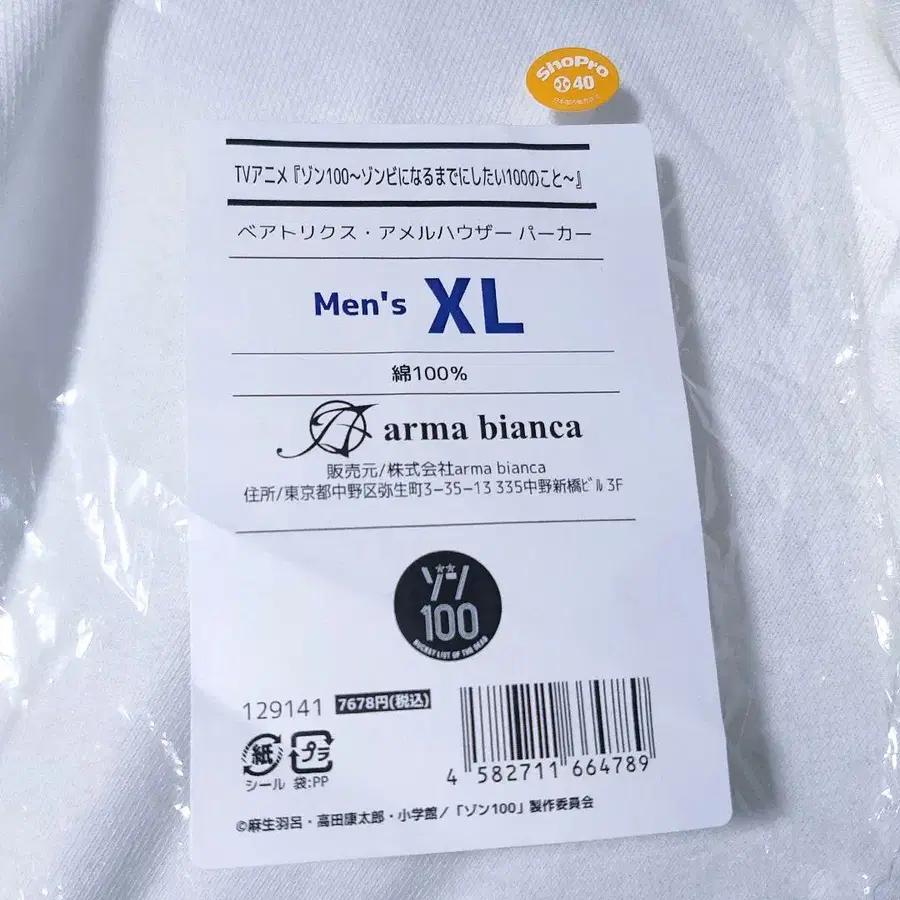 ShoPro
40
TVアニメ『ゾン100〜ゾンビになるまでにしたい100のこと〜』
ベアトリクス・アメルハウザー パーカー
Men's XL
綿100%
arma bianca
販売元/株式会社arma bianca
住所/東京都中野区弥生町3-35-13 335中野新橋ビル 3F
ゾン
100
BUCKET LIST OF THE DEAD
129141 7678円(税込)
紙 プラ
シール 袋:PP
4 582711 664789
©麻生羽呂・高田康太郎・小学館/「ゾン100」製作委員会